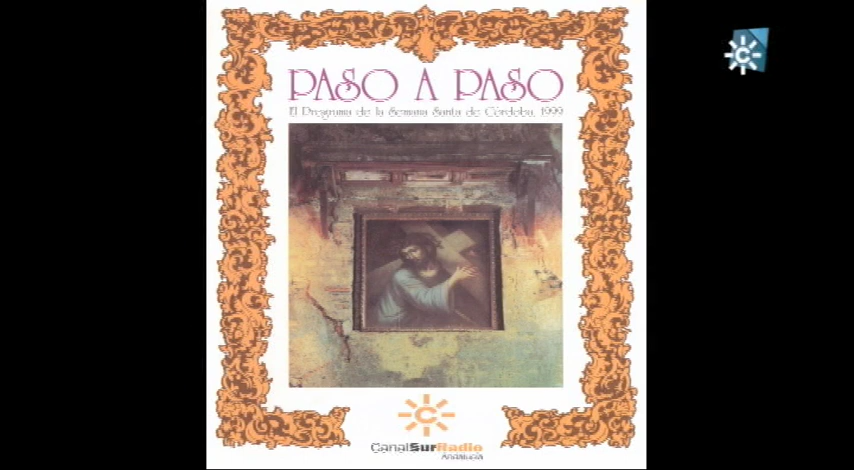 PASO A PASO
El Programa de la Semana Santa de Córdoba, 1999
C
C
CanalSurRadio
Andalucía